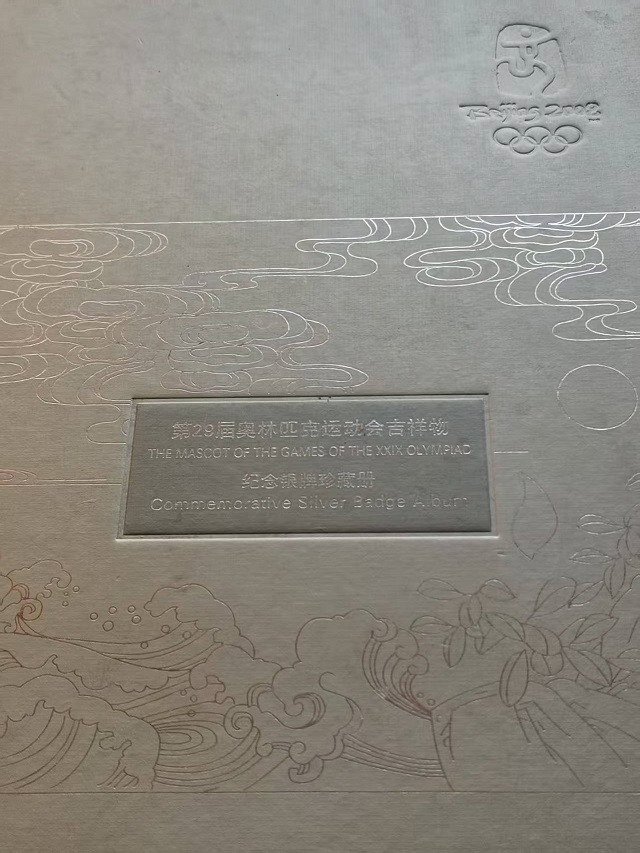 Beijing 2008
第29届奥林匹克运动会吉祥物
THE MASCOT OF THE GAMES OF THE XXIX OLYMPIAD
纪念银牌珍藏册
Commemorative Silver Badge Album